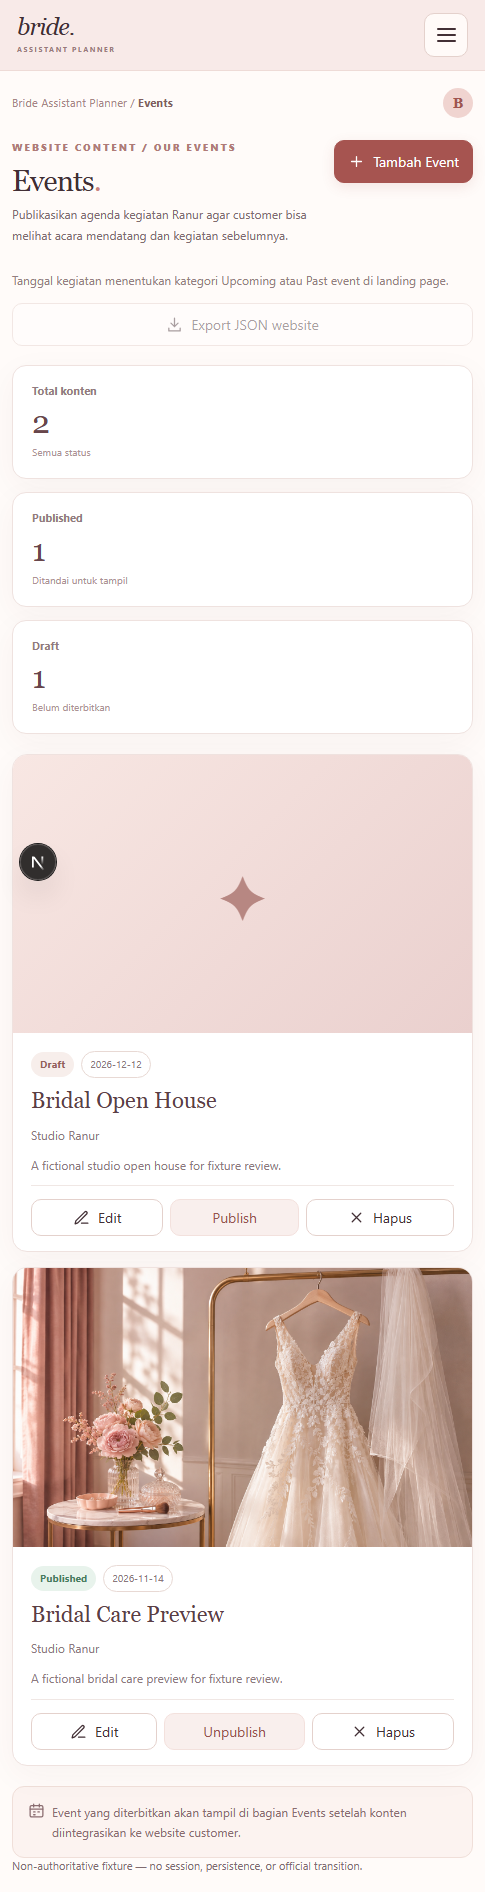 bride.
ASSISTANT PLANNER
Bride Assistant Planner / Events
B
WEBSITE CONTENT / OUR EVENTS
Events.
Tambah Event
Publikasikan agenda kegiatan Ranur agar customer bisa
melihat acara mendatang dan kegiatan sebelumnya.
Tanggal kegiatan menentukan kategori Upcoming atau Past event di landing page.
Export JSON website
Total konten
2
Semua status
Published
1
Ditandai untuk tampil
Draft
1
Belum diterbitkan
N
Draft
2026-12-12
Bridal Open House
Studio Ranur
A fictional studio open house for fixture review.
Edit
Publish
Hapus
Published
2026-11-14
Bridal Care Preview
Studio Ranur
A fictional bridal care preview for fixture review.
Edit
Unpublish
Hapus
Event yang diterbitkan akan tampil di bagian Events setelah konten
diintegrasikan ke website customer.
Non-authoritative fixture — no session, persistence, or official transition.